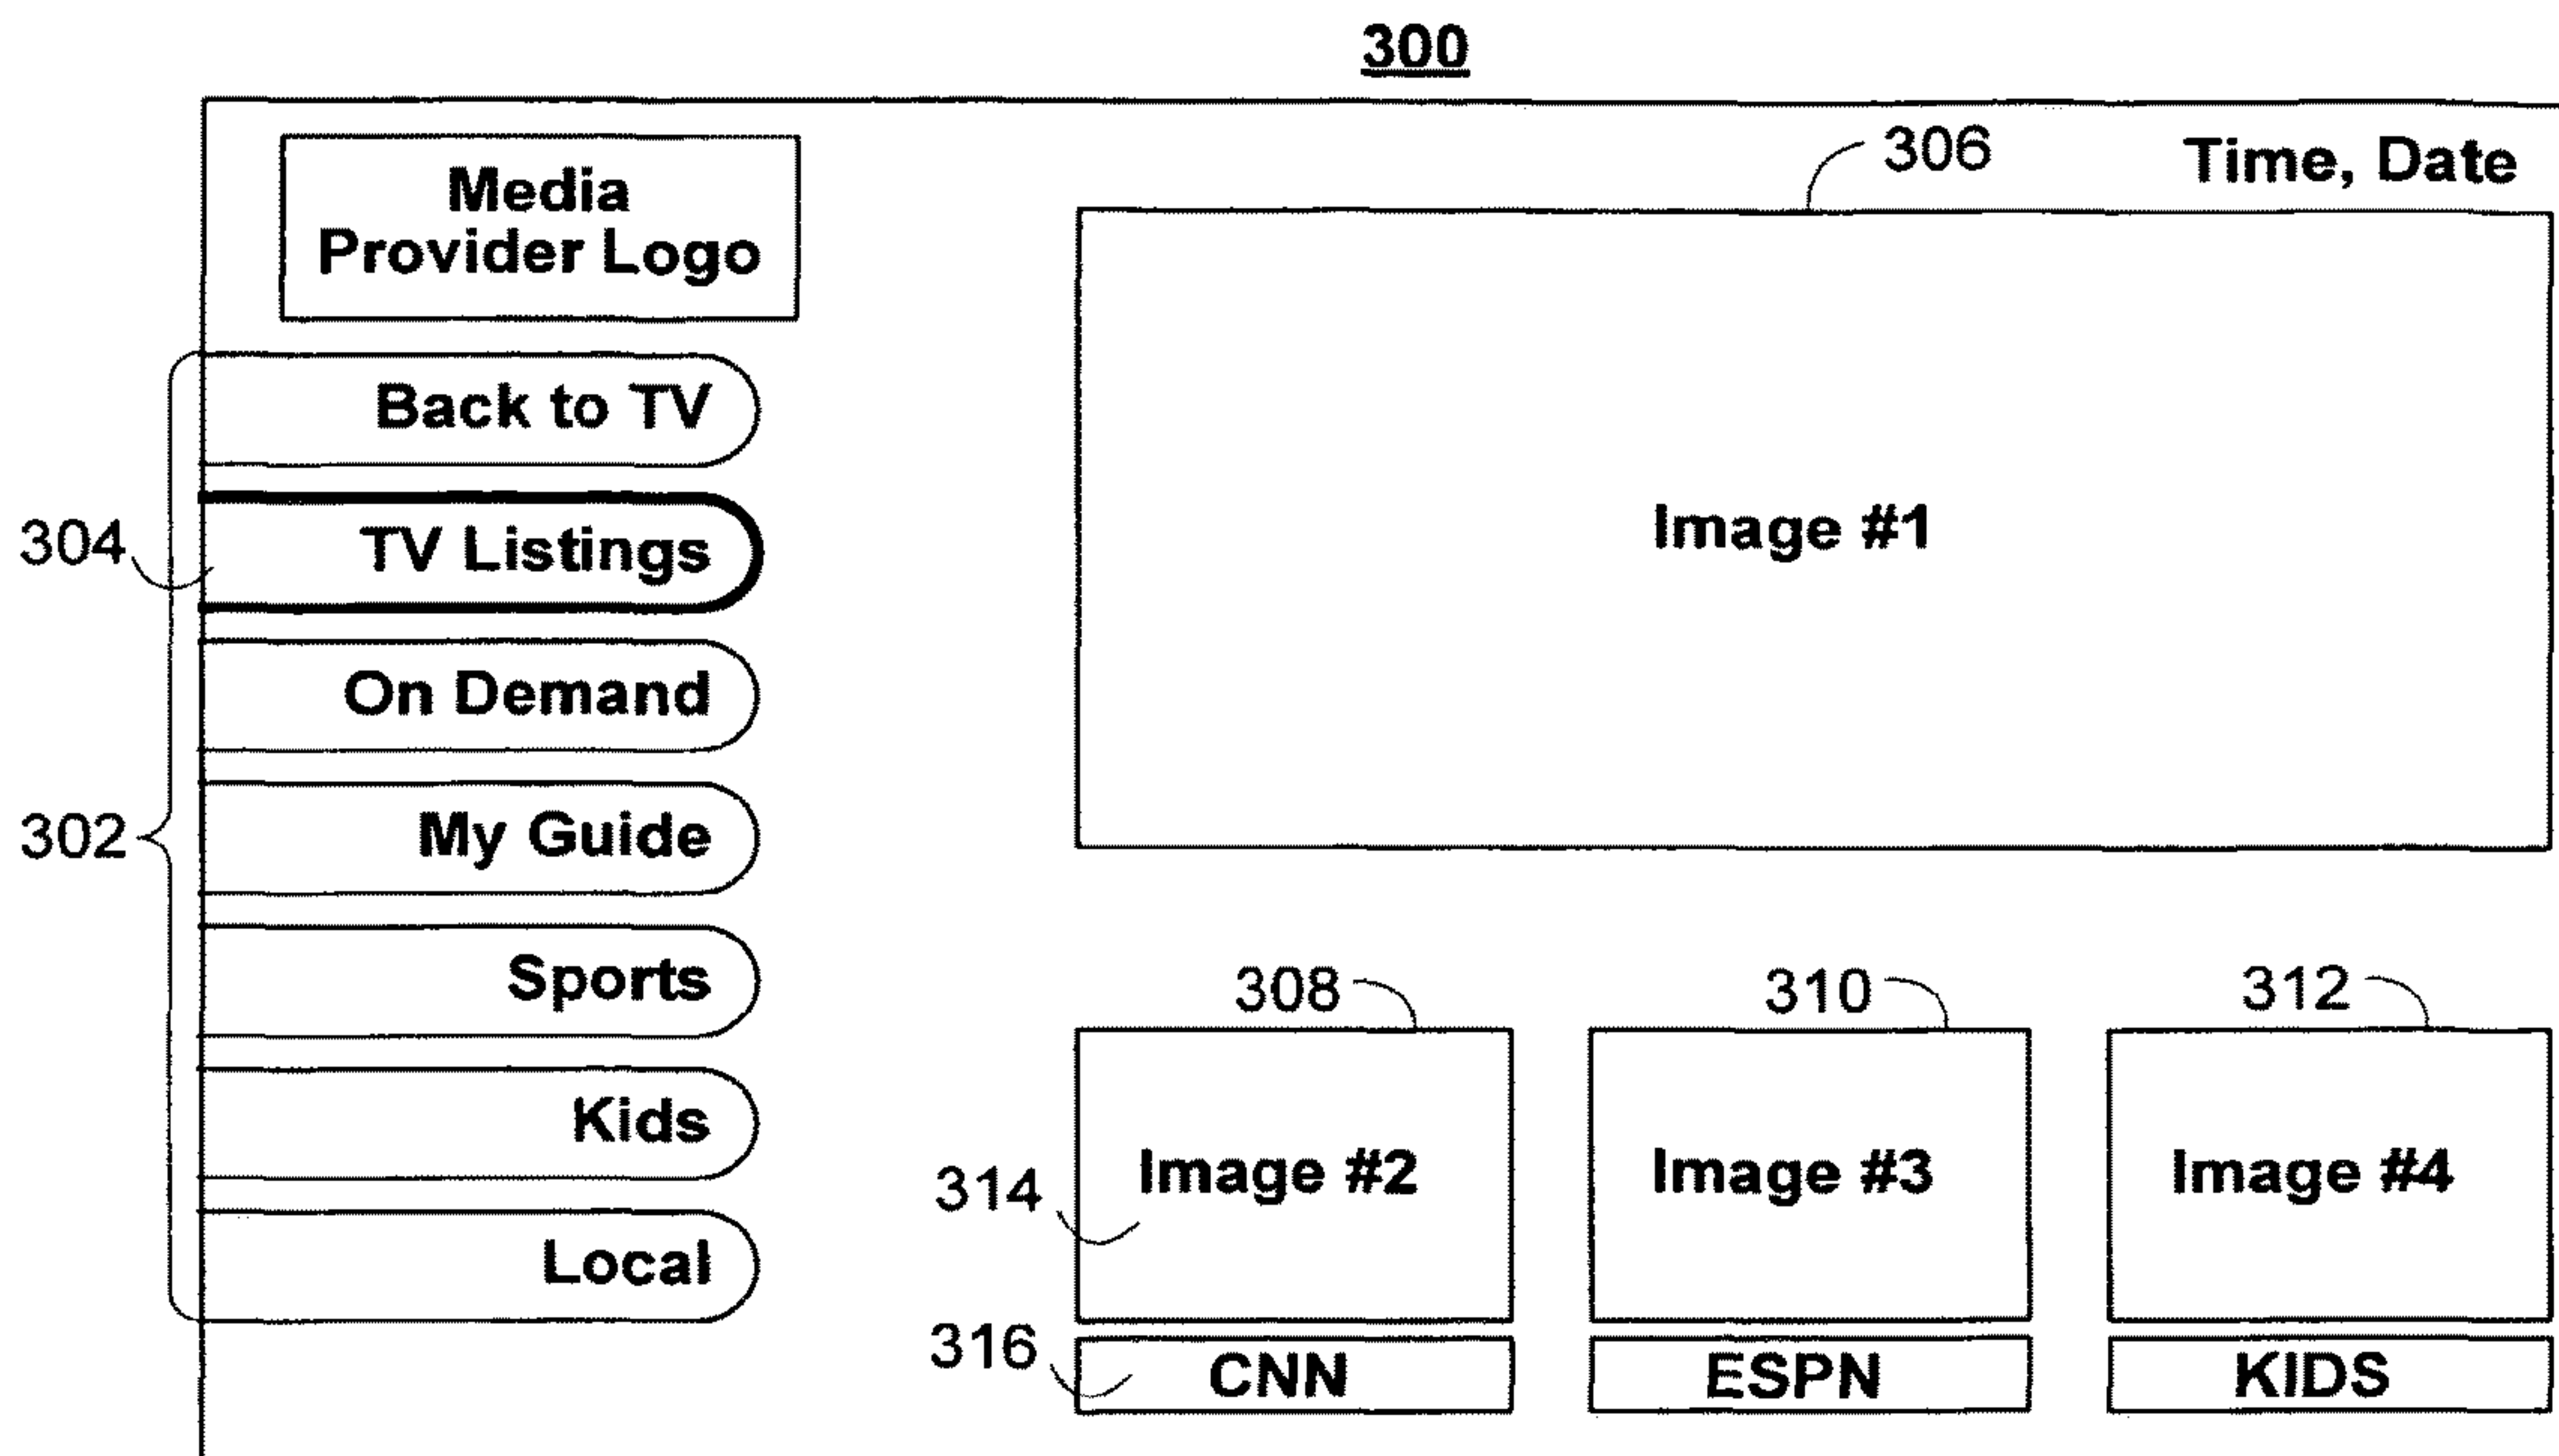 300
306
Time, Date
Media
Provider Logo
Back to TV
304
TV Listings
On Demand
302
My Guide
Sports
Kids
Local
Image #1
308
310
312
314
Image #2
Image #3
Image #4
316
CNN
ESPN
KIDS